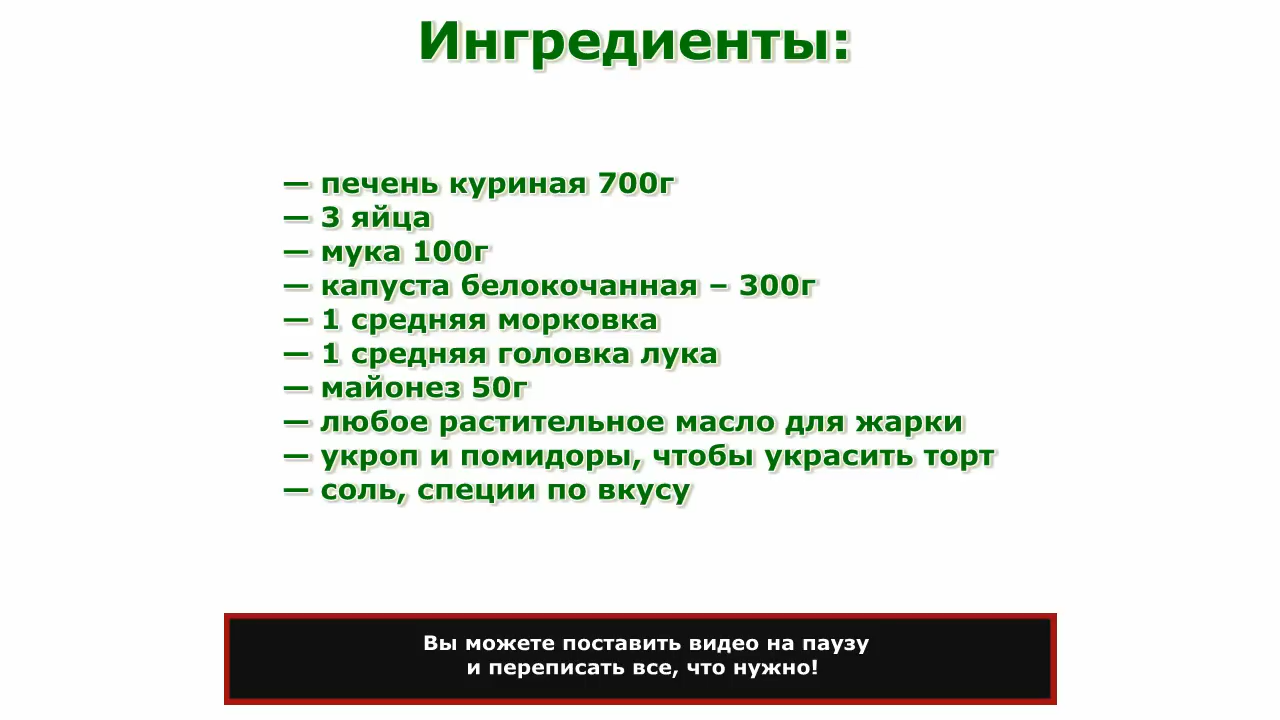 Ингредиенты:
— печень куриная 700г
— 3 яйца
— мука 100г
— капуста белокочанная – 300г
— 1 средняя морковка
— 1 средняя головка лука
— майонез 50г
— любое растительное масло для жарки
— укроп и помидоры, чтобы украсить торт
— соль, специи по вкусу
Вы можете поставить видео на паузу
и переписать все, что нужно!